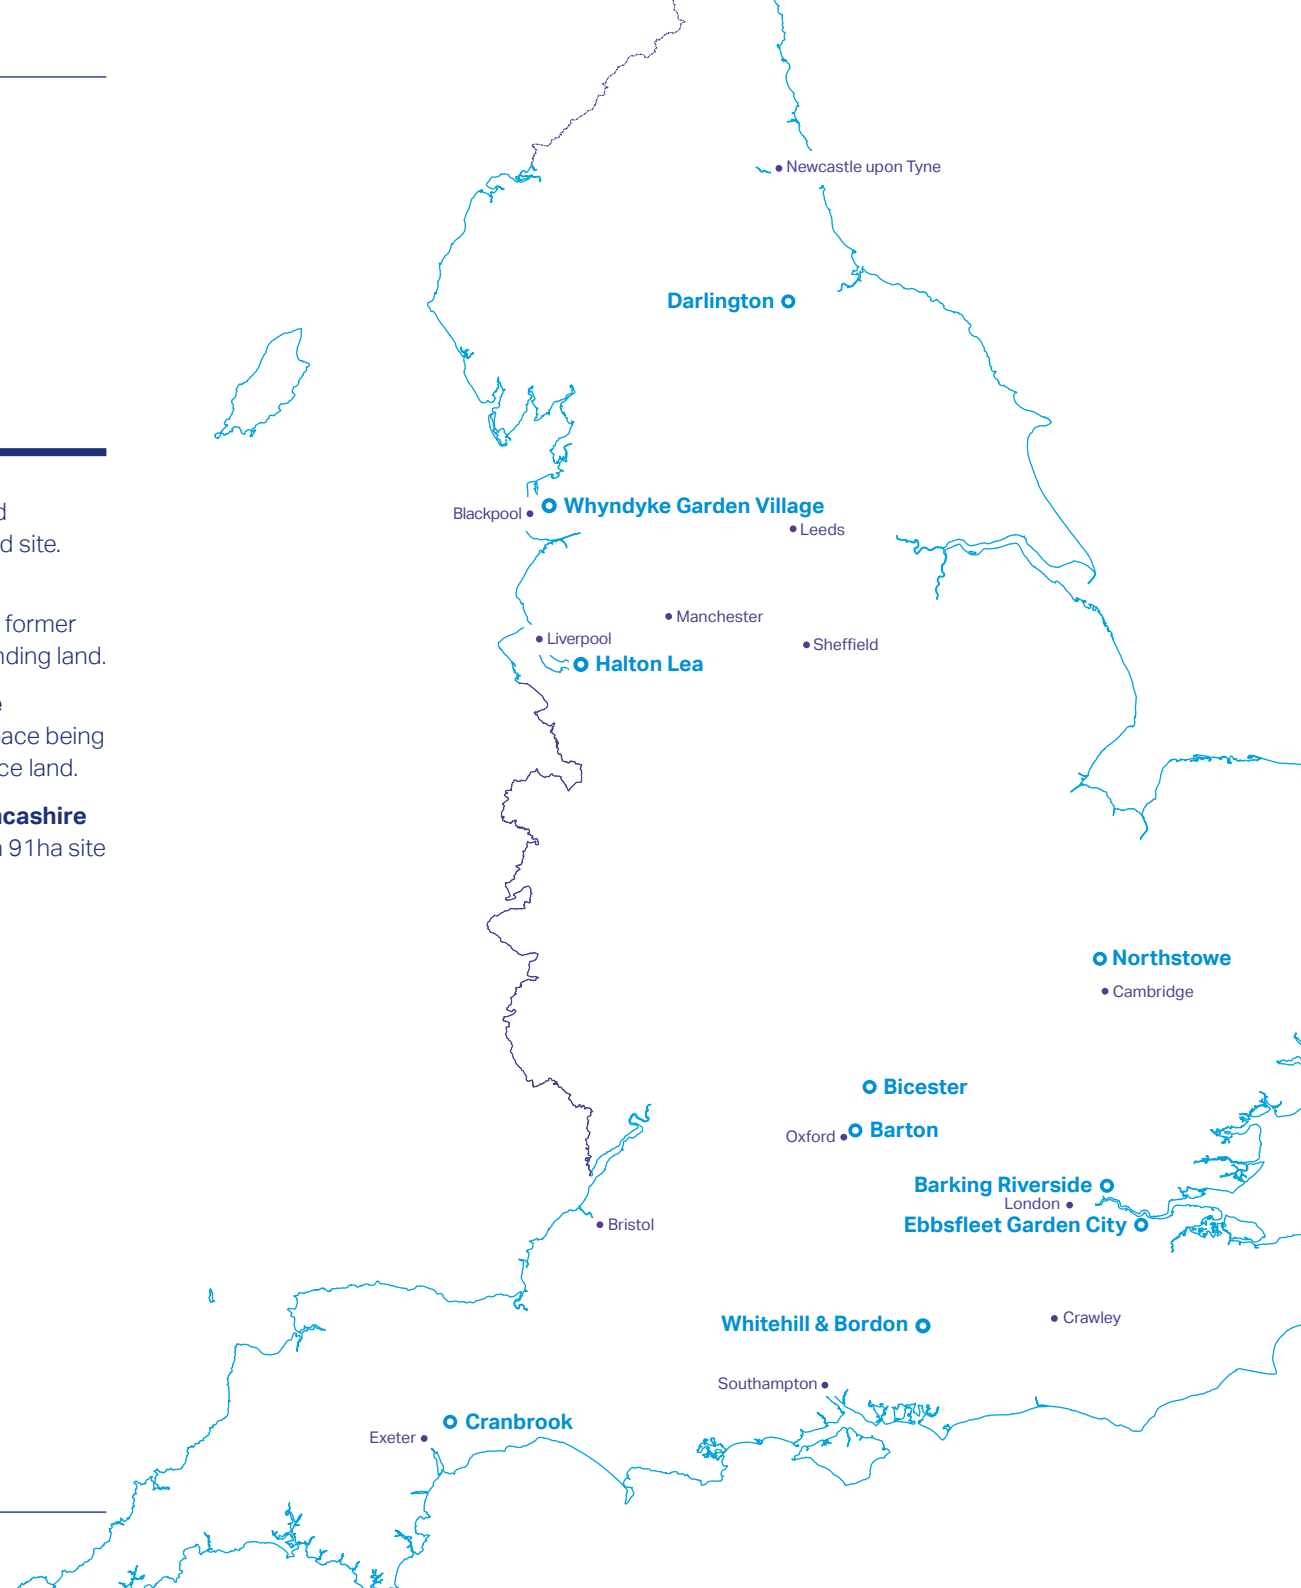 d
d site.
former
nding land.
ace being
ce land.
cashire
91ha site
Newcastle upon Tyne
Darlington
Whyndyke Garden Village
Blackpool
Leeds
Manchester
Liverpool
Sheffield
Halton Lea
Northstowe
Cambridge
Bicester
Barton
Oxford
Barking Riverside
London
Ebbsfleet Garden City
Bristol
Whitehill & Bordon
Crawley
Southampton
Cranbrook
Exeter